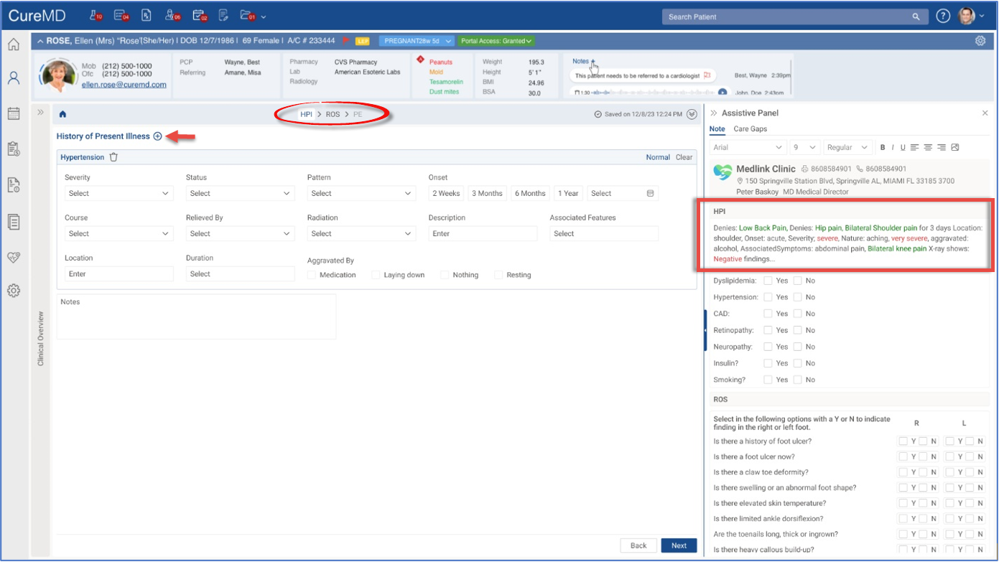 CureMD
10
04
06
02
01
Search Patient
?
ROSE, Ellen (Mrs) "Rose'(She/Her) | DOB 12/7/1986 | 69 Female | A/C # 233444
PREGNANT28w 5d
Portal Access: Granted
Mob (212) 500-1000
Ofc (212) 500-1000
ellen.rose@curemd.com
PCP Wayne, Best
Referring Amane, Misa
Pharmacy CVS Pharmacy
Lab American Esoteric Labs
Radiology
A
Peanuts
Mold
Tesamorelin
Dust mites
Weight 195.3
Height 5' 1"
BMI 24.96
BSA 30.0
Notes +
This patient needs to be referred to a cardiologist
Best, Wayne 2:39pm
1:30
John, Doe 2:43pm
HPI > ROS > PE
Saved on 12/8/23 12:24 PM
History of Present Illness
Hypertension
Normal Clear
Severity Status Pattern Onset
Select Select Select 2 Weeks 3 Months 6 Months 1 Year Select
Course Relieved By Radiation Description Associated Features
Select Select Select Enter Select
Location Duration Aggravated By
Enter Select Medication Laying down Nothing Resting
Notes
Clinical Overview
Back Next
Assistive Panel
Note Care Gaps
Arial 9 Regular B I U
Medlink Clinic 8608584901 8608584901
150 Springville Station Blvd, Springville AL, MIAMI FL 33185 3700
Peter Baskoy MD Medical Director
HPI
Denies: Low Back Pain, Denies: Hip pain, Bilateral Shoulder pain for 3 days Location:
shoulder, Onset: acute, Severity; severe, Nature: aching, very severe, aggravated:
alcohol, AssociatedSymptoms: abdominal pain, Bilateral knee pain X-ray shows:
Negative findings...
Dyslipidemia: Yes No
Hypertension: Yes No
CAD: Yes No
Retinopathy: Yes No
Neuropathy: Yes No
Insulin? Yes No
Smoking? Yes No
ROS
Select in the following options with a Y or N to indicate
finding in the right or left foot.
R L
Is there a history of foot ulcer? Y N Y N
Is there a foot ulcer now? Y N Y N
Is there a claw toe deformity? Y N Y N
Is there swelling or an abnormal foot shape? Y N Y N
Is there elevated skin temperature? Y N Y N
Is there limited ankle dorsiflexion? Y N Y N
Are the toenails long, thick or ingrown? Y N Y N
Is there heavy callous build-up? Y N Y N